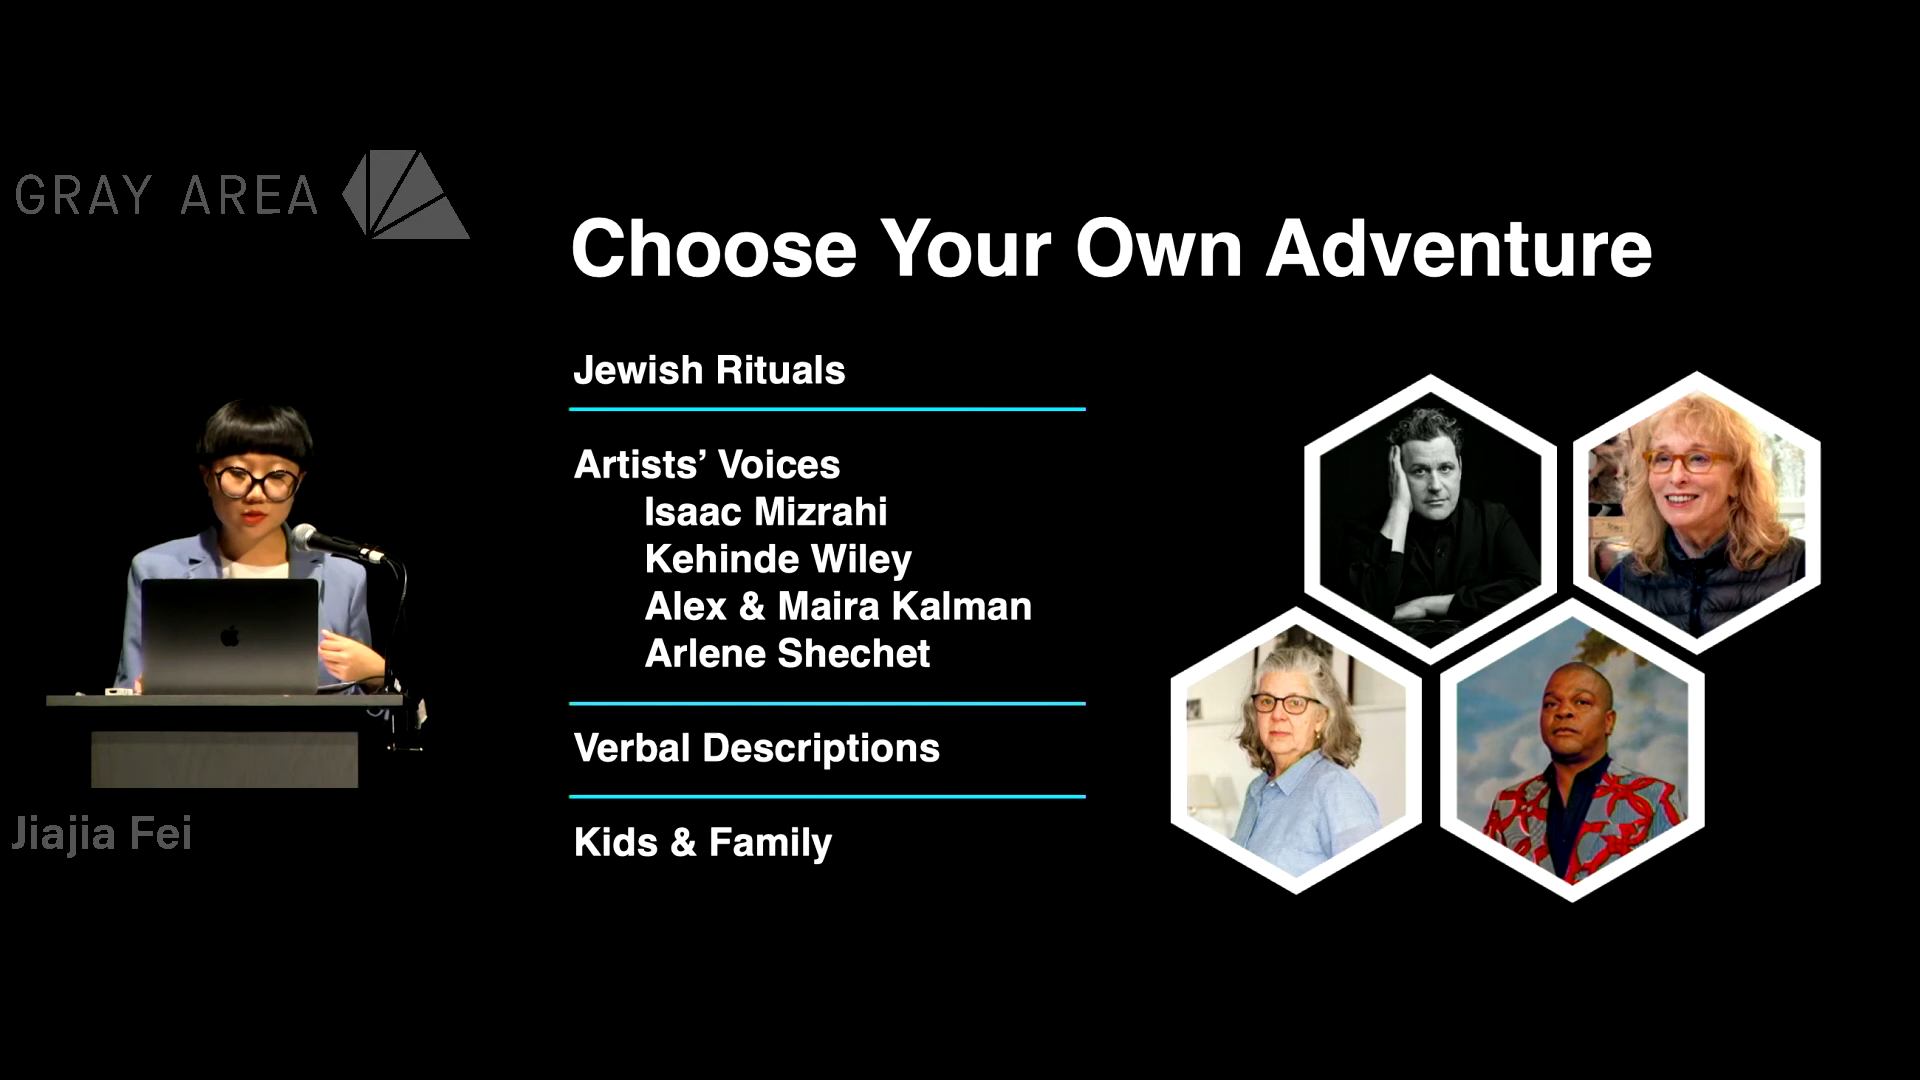 GRAY AREA
Choose Your Own Adventure
Jewish Rituals
Artists’ Voices
Isaac Mizrahi
Kehinde Wiley
Alex & Maira Kalman
Arlene Shechet
Verbal Descriptions
Kids & Family
Jiajia Fei